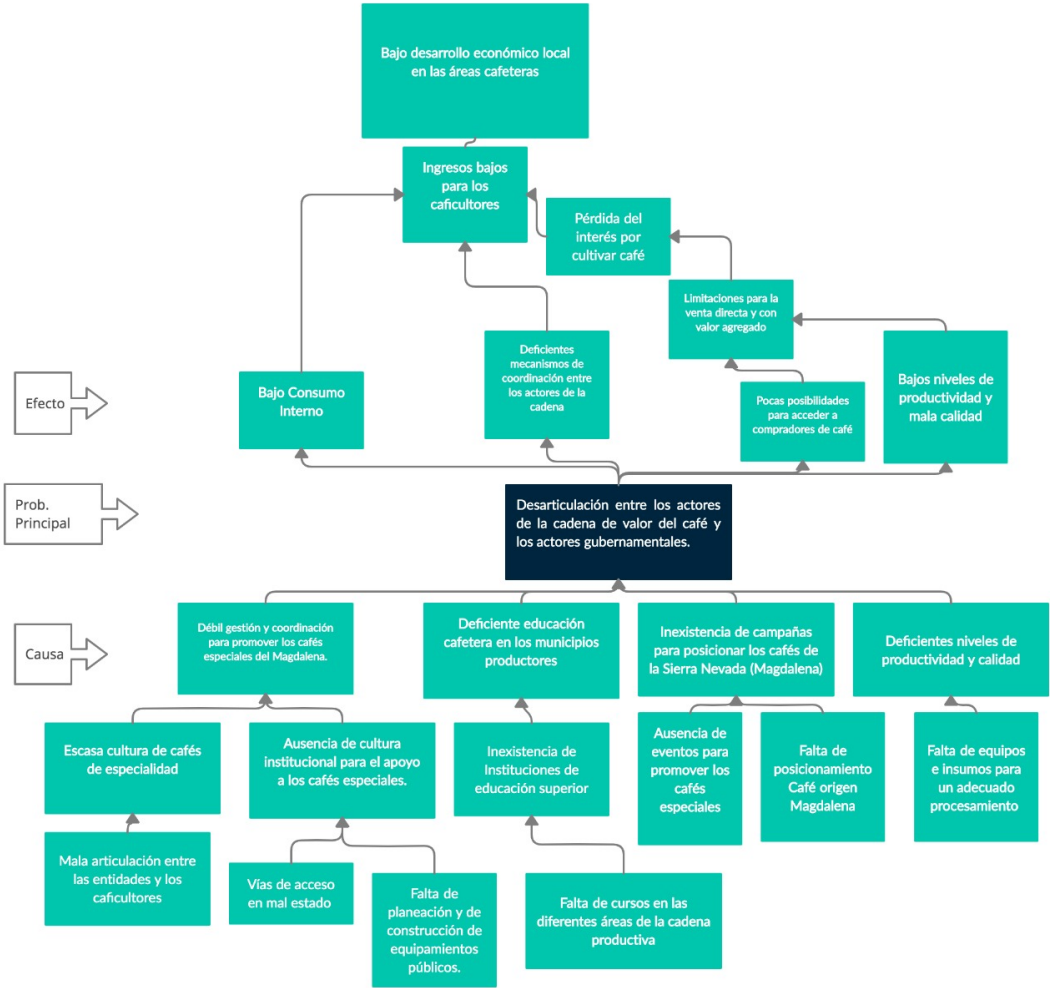 Bajo desarrollo económico local
en las áreas cafeteras
Ingresos bajos
para los
caficultores
Pérdida del
interés por
cultivar café
Limitaciones para la
venta directa y con
valor agregado
Deficientes
mecanismos de
coordinación entre
los actores de la
cadena
Bajos niveles de
productividad y
mala calidad
Efecto
Bajo Consumo
Interno
Pocas posibilidades
para acceder a
compradores de café
Prob.
Principal
Desarticulación entre los actores
de la cadena de valor del café y
los actores gubernamentales.
Causa
Débil gestión y coordinación
para promover los cafés
especiales del Magdalena.
Deficiente educación
cafetera en los municipios
productores
Inexistencia de campañas
para posicionar los cafés de
la Sierra Nevada (Magdalena)
Deficientes niveles de
productividad y calidad
Escasa cultura de cafés
de especialidad
Ausencia de cultura
institucional para el apoyo
a los cafés especiales.
Inexistencia de
Instituciones de
educación superior
Ausencia de
eventos para
promover los
cafés
especiales
Falta de
posicionamiento
Café origen
Magdalena
Falta de equipos
e insumos para
un adecuado
procesamiento
Mala articulación entre
las entidades y los
caficultores
Vías de acceso
en mal estado
Falta de
planeación y de
construcción de
equipamientos
públicos.
Falta de cursos en las
diferentes áreas de la cadena
productiva